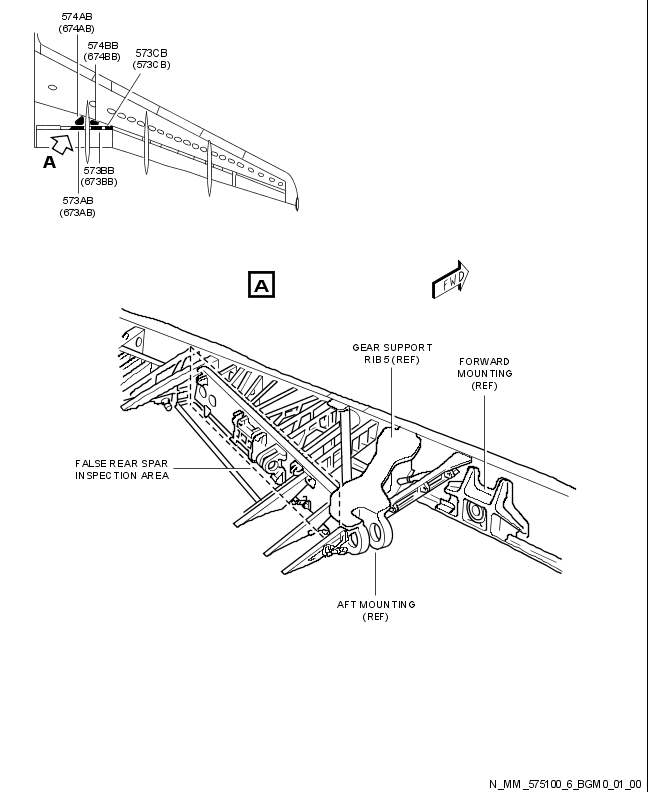 574AB
(674AB)
574BB
(674BB)
573CB
(573CB)
A
573BB
(673BB)
573AB
(673AB)
A
FWD
GEAR SUPPORT
RIB5 (REF)
FORWARD
MOUNTING
(REF)
FALSE REAR SPAR
INSPECTION AREA
AFT MOUNTING
(REF)
N_MM_575100_6_BGM0_01_00